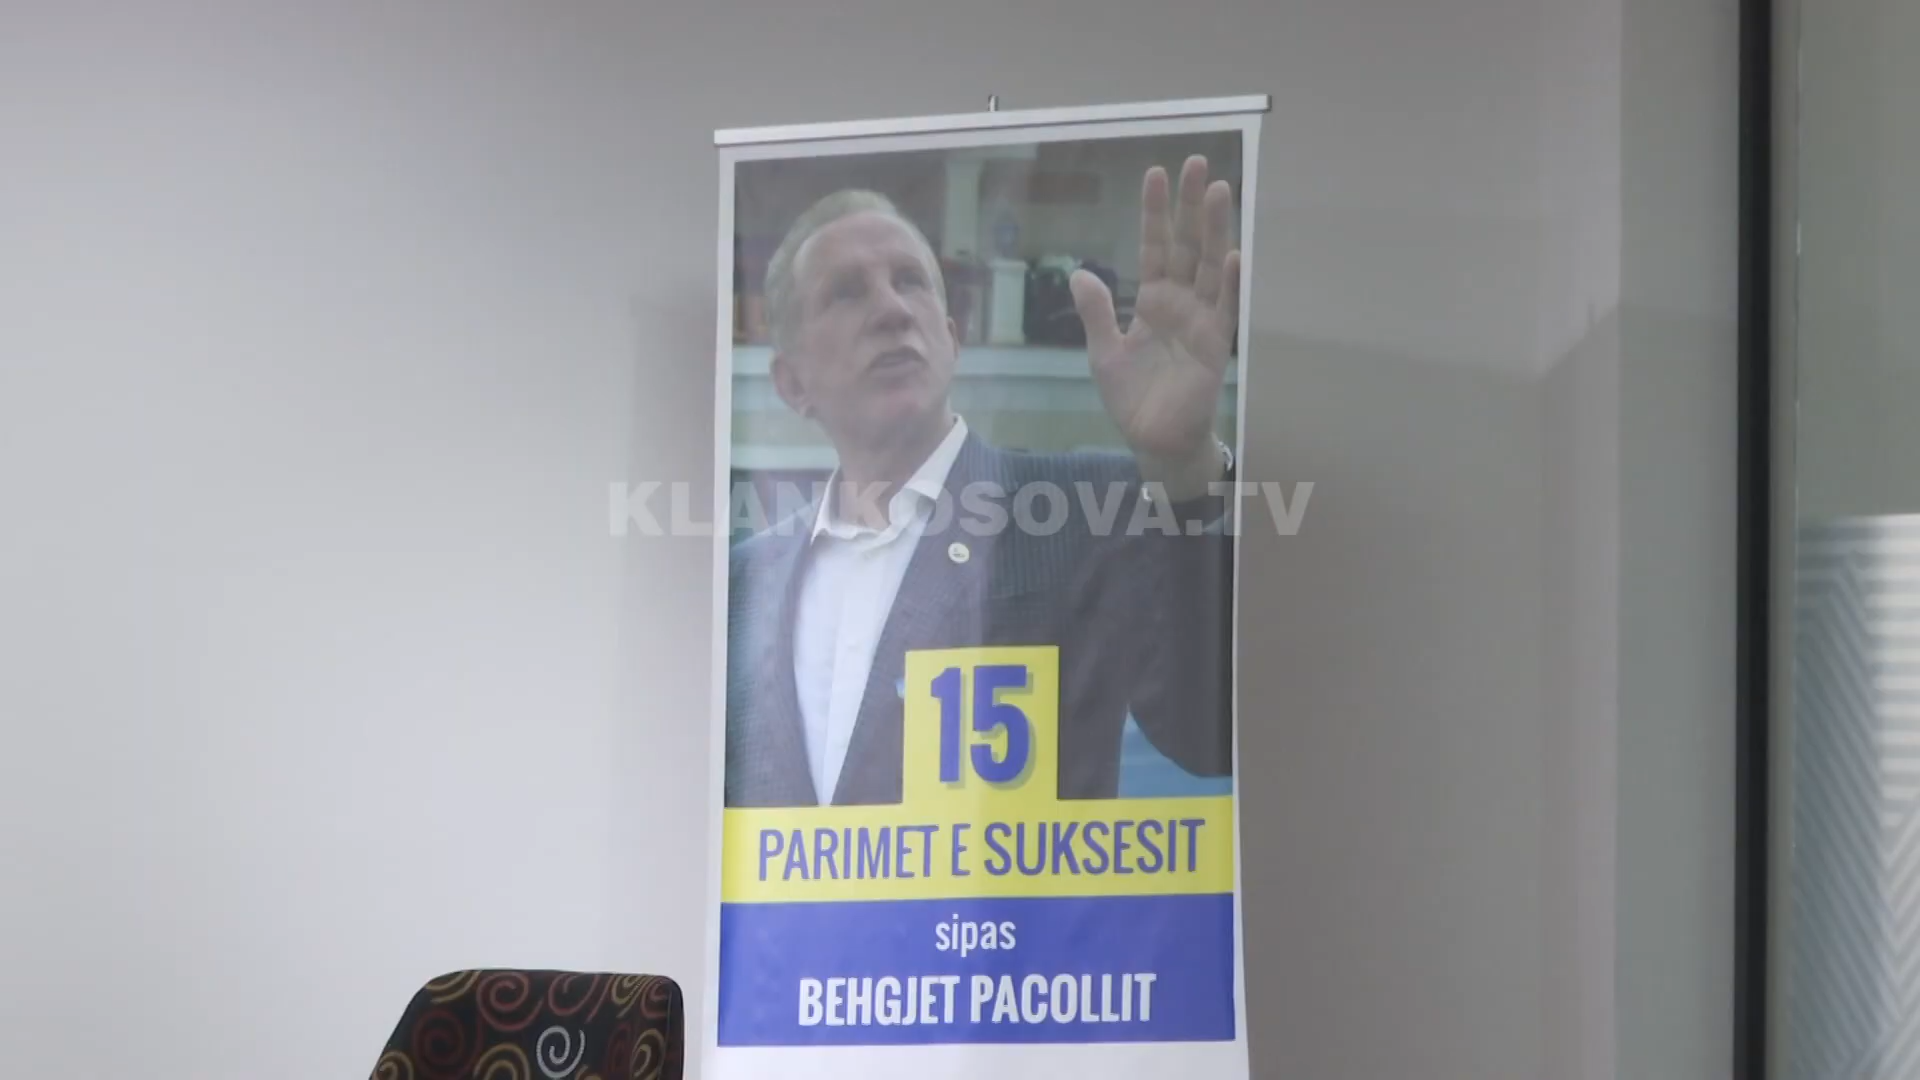 KLANKOSOVA.TV
15
PARIMET E SUKSESIT
sipas
BEHGJET PACOLLIT